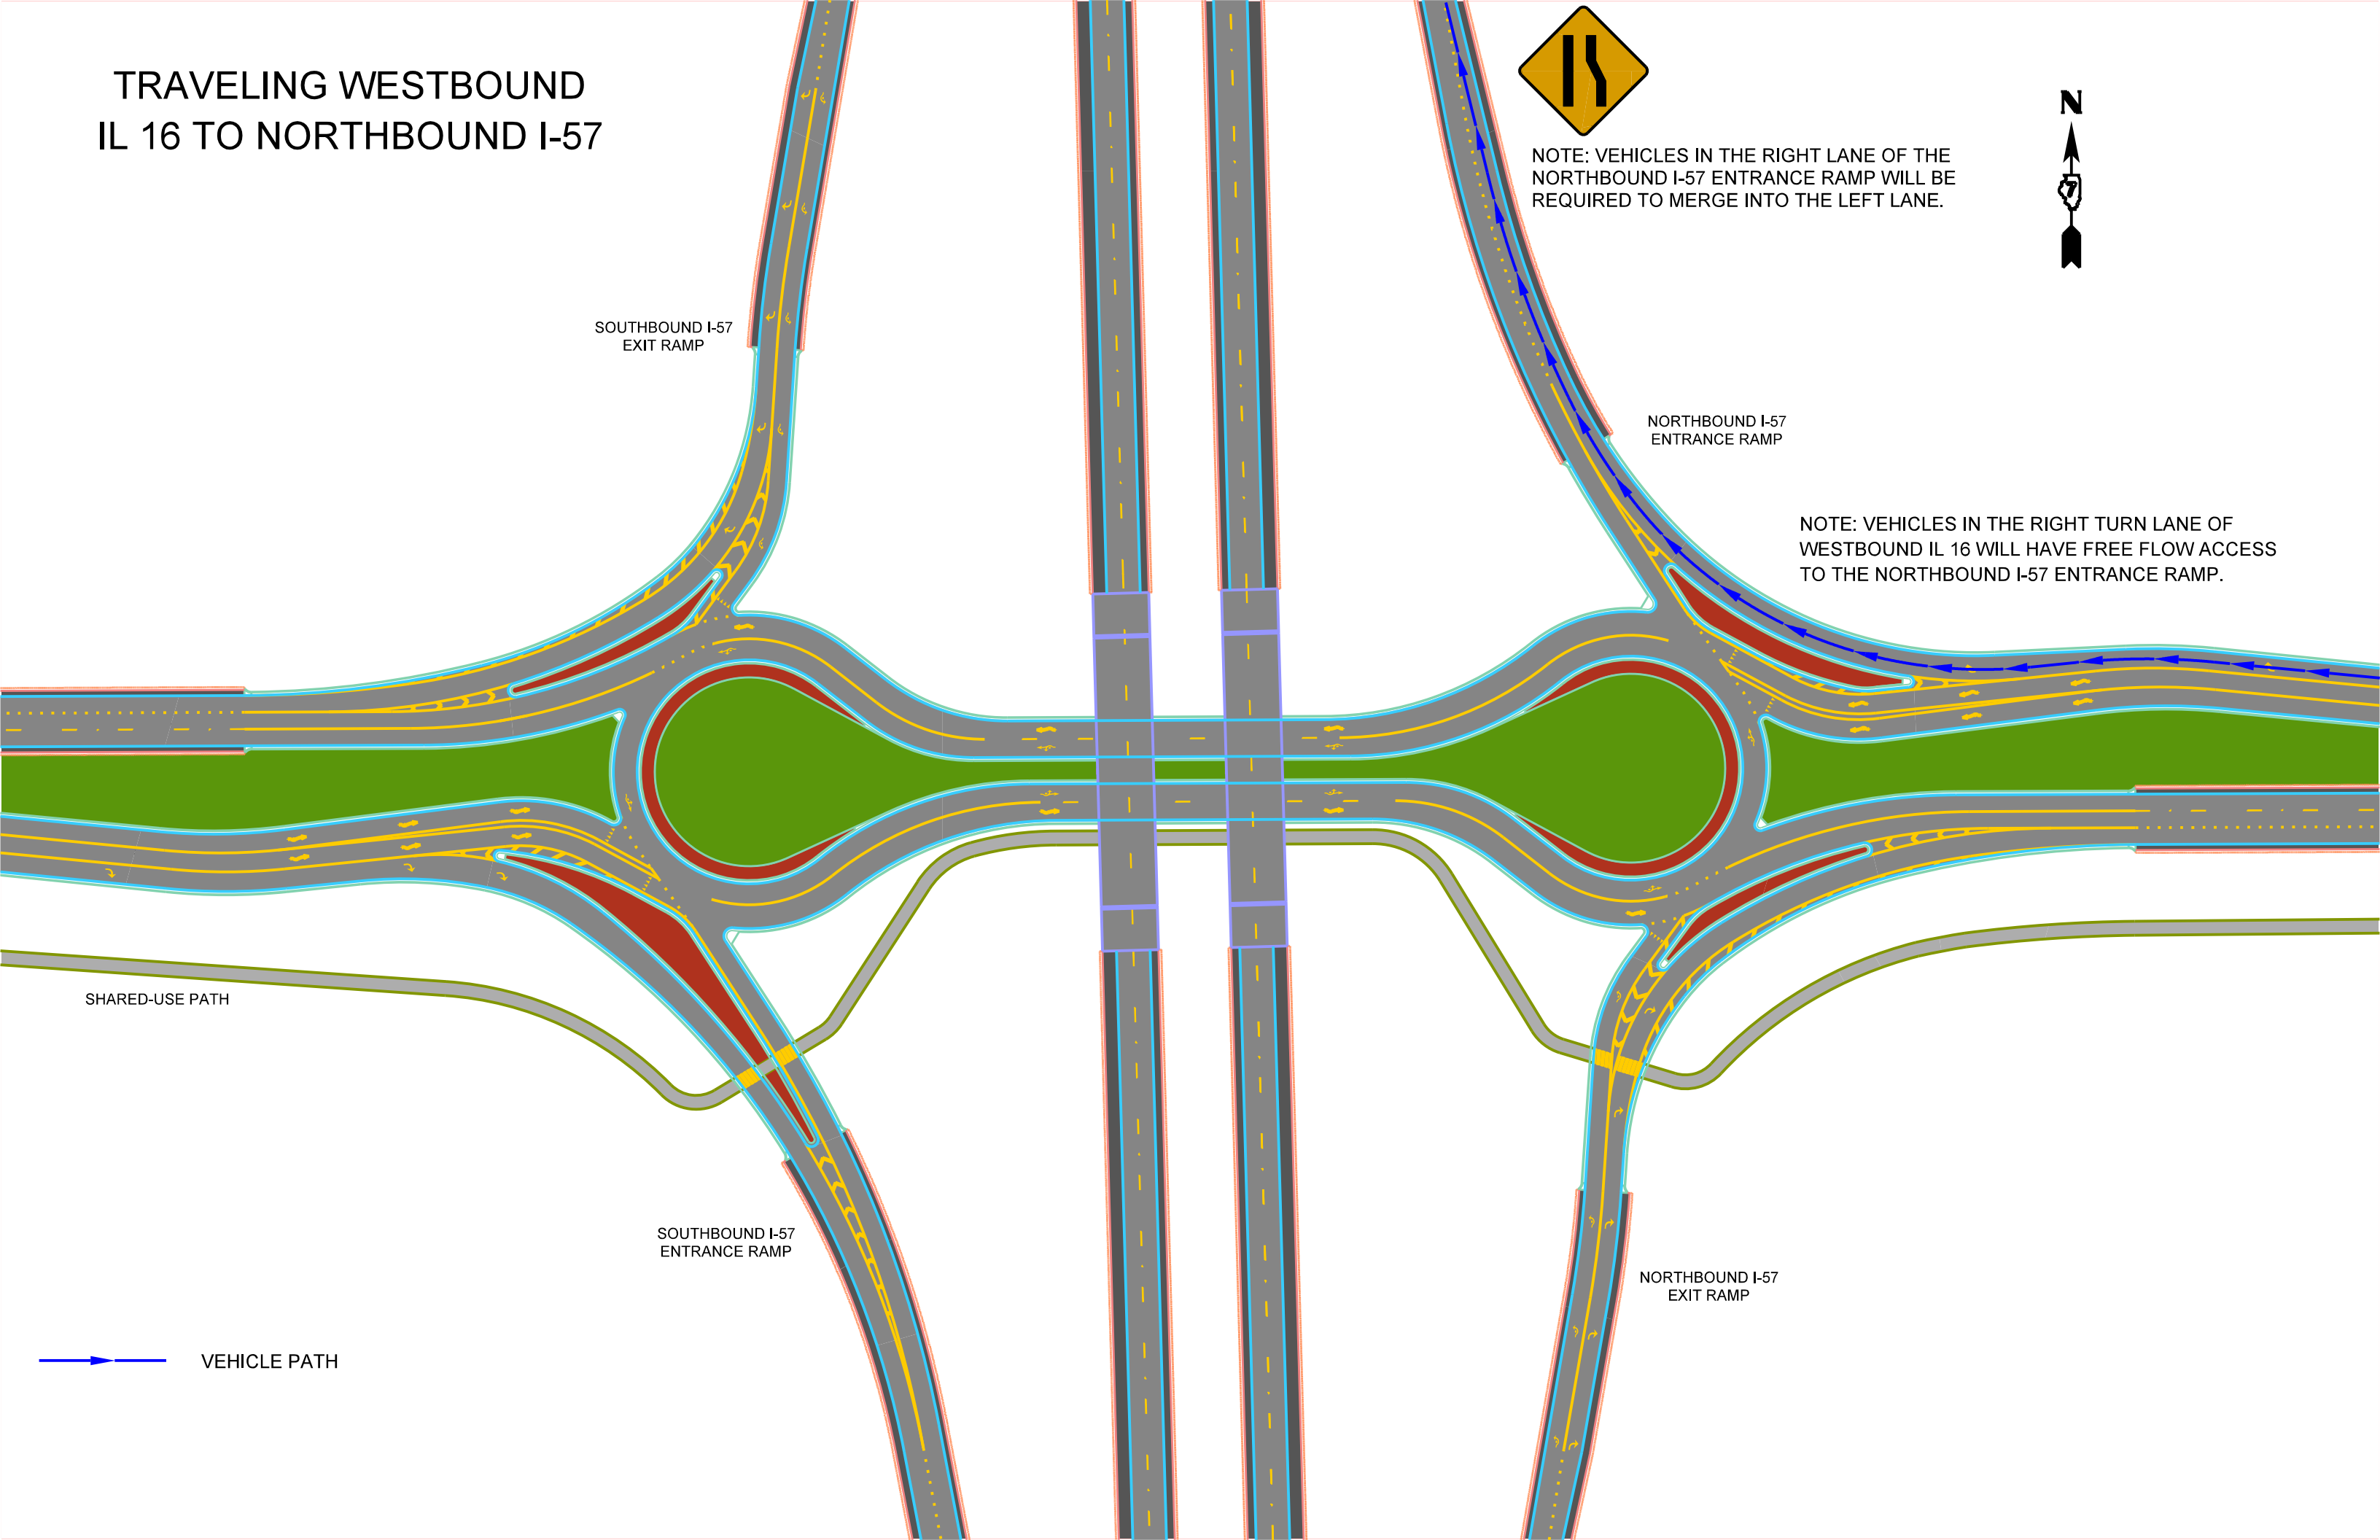 TRAVELING WESTBOUND
IL 16 TO NORTHBOUND I-57
NOTE: VEHICLES IN THE RIGHT LANE OF THE
NORTHBOUND I-57 ENTRANCE RAMP WILL BE
REQUIRED TO MERGE INTO THE LEFT LANE.
N
7
SOUTHBOUND I-57
EXIT RAMP
NORTHBOUND I-57
ENTRANCE RAMP
NOTE: VEHICLES IN THE RIGHT TURN LANE OF
WESTBOUND IL 16 WILL HAVE FREE FLOW ACCESS
TO THE NORTHBOUND I-57 ENTRANCE RAMP.
SHARED-USE PATH
SOUTHBOUND I-57
ENTRANCE RAMP
NORTHBOUND I-57
EXIT RAMP
VEHICLE PATH